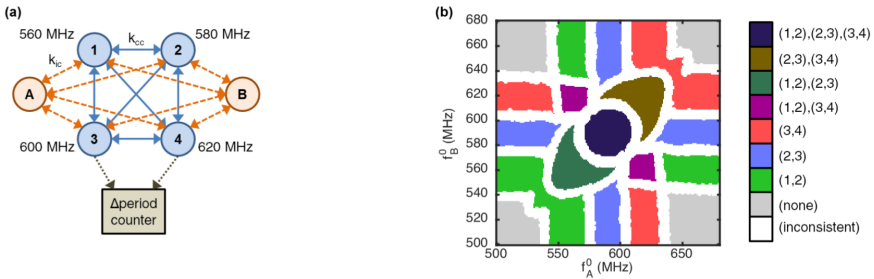 (a)
560 MHz
1
k_cc
2
580 MHz
k_ic
A
B
600 MHz
3
4
620 MHz
Δperiod
counter
(b)
f_B^0 (MHz)
680
660
640
620
600
580
560
540
520
500
500
550
600
650
f_A^0 (MHz)
(1,2),(2,3),(3,4)
(2,3),(3,4)
(1,2),(2,3)
(1,2),(3,4)
(3,4)
(2,3)
(1,2)
(none)
(inconsistent)